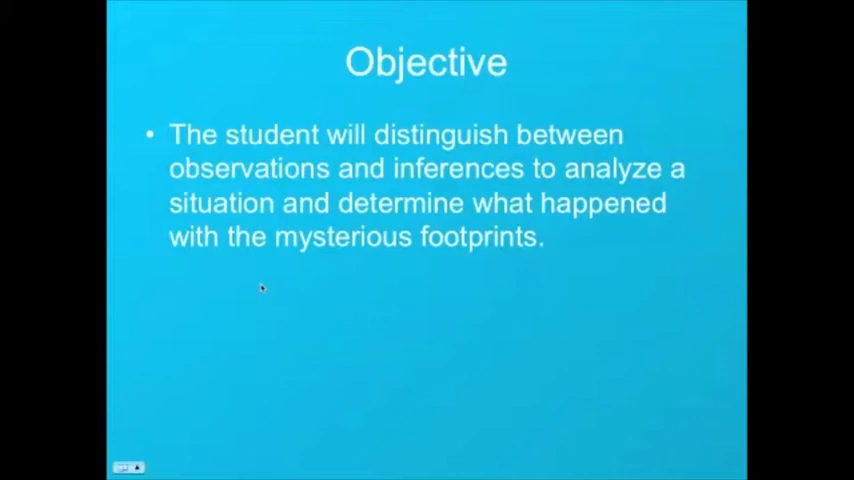 Objective
• The student will distinguish between
observations and inferences to analyze a
situation and determine what happened
with the mysterious footprints.